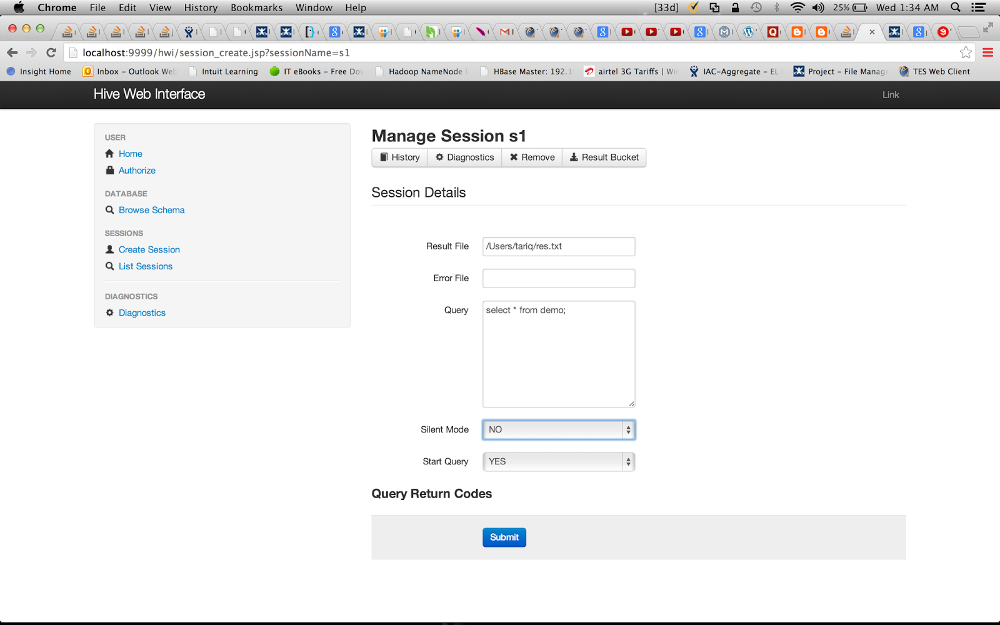 Chrome File Edit View History Bookmarks Window Help [33d] 25% Wed 1:34 AM
localhost:9999/hwi/session_create.jsp?sessionName=s1
Insight Home Inbox – Outlook We Intuit Learning IT eBooks – Free Do Hadoop NameNode HBase Master: 192.1 airtel 3G Tariffs | Wi IAC-Aggregate – EL Project – File Manag TES Web Client
Hive Web Interface Link
USER
Home
Authorize
DATABASE
Browse Schema
SESSIONS
Create Session
List Sessions
DIAGNOSTICS
Diagnostics
Manage Session s1
History Diagnostics Remove Result Bucket
Session Details
Result File /Users/tariq/res.txt
Error File
Query select * from demo;
Silent Mode NO
Start Query YES
Query Return Codes
Submit